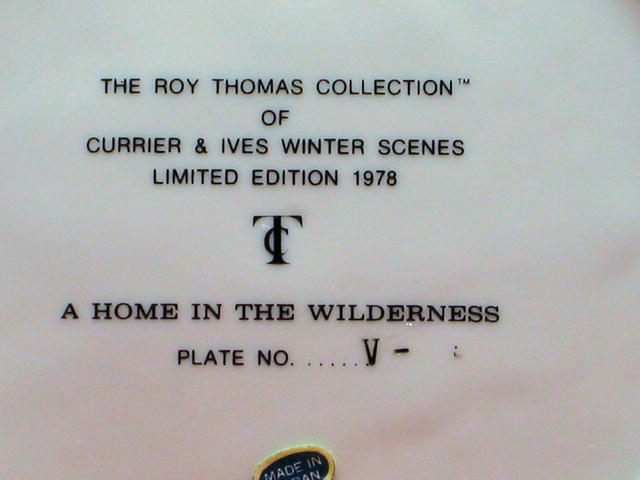 THE ROY THOMAS COLLECTION™
OF
CURRIER & IVES WINTER SCENES
LIMITED EDITION 1978
TC
A HOME IN THE WILDERNESS
PLATE NO. ...... V -
MADE IN